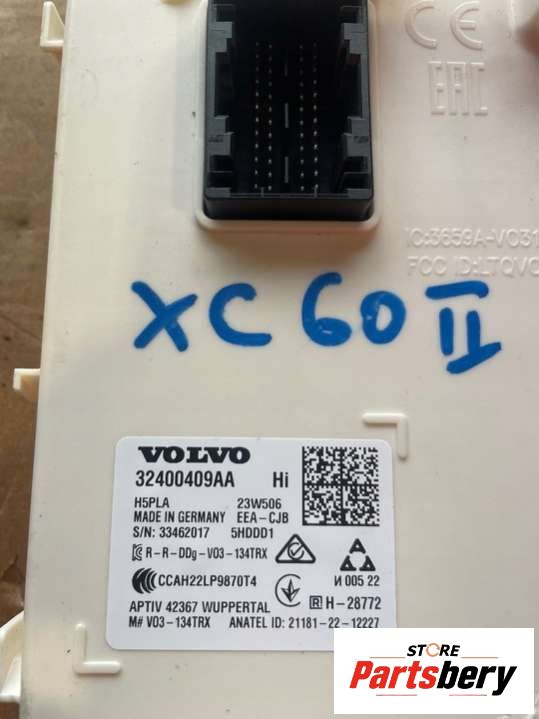 CE
EAC
IC:3659A-VO31
FCC ID:LTQVO
XC 60 II
VOLVO
32400409AA Hi
H5PLA 23W506
MADE IN GERMANY EEA-CJB
S/N: 33462017 5HDDD1
R-R-DDg-VO3-134TRX
CCAH22LP9870T4
N 005 22
APTIV 42367 WUPPERTAL R H-28772
M# VO3-134TRX ANATEL ID: 21181-22-12227
STORE
Partsbery